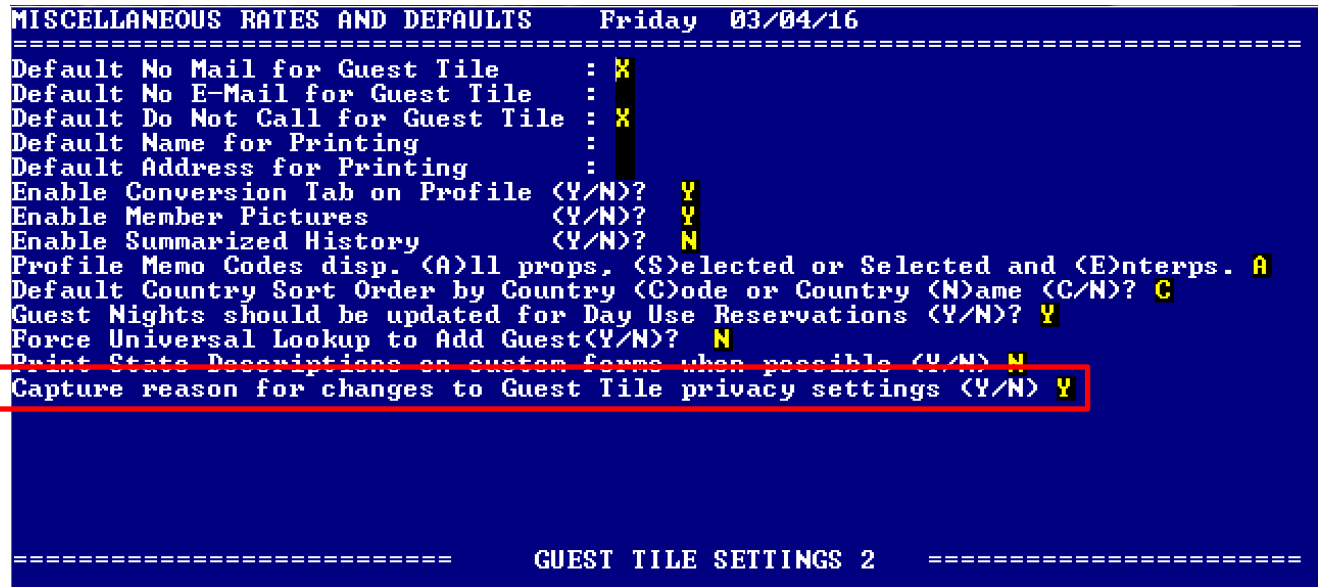 MISCELLANEOUS RATES AND DEFAULTS Friday 03/04/16
================================================================================
Default No Mail for Guest Tile : X
Default No E-Mail for Guest Tile :
Default Do Not Call for Guest Tile : X
Default Name for Printing :
Default Address for Printing :
Enable Conversion Tab on Profile (Y/N)? Y
Enable Member Pictures (Y/N)? Y
Enable Summarized History (Y/N)? N
Profile Memo Codes disp. (A)ll props, (S)elected or Selected and (E)nterps. A
Default Country Sort Order by Country (C)ode or Country (N)ame (C/N)? C
Guest Nights should be updated for Day Use Reservations (Y/N)? Y
Force Universal Lookup to Add Guest(Y/N)? N
Print State Descriptions on custom forms when possible (Y/N) N
Capture reason for changes to Guest Tile privacy settings (Y/N) Y
=========================== GUEST TILE SETTINGS 2 =======================